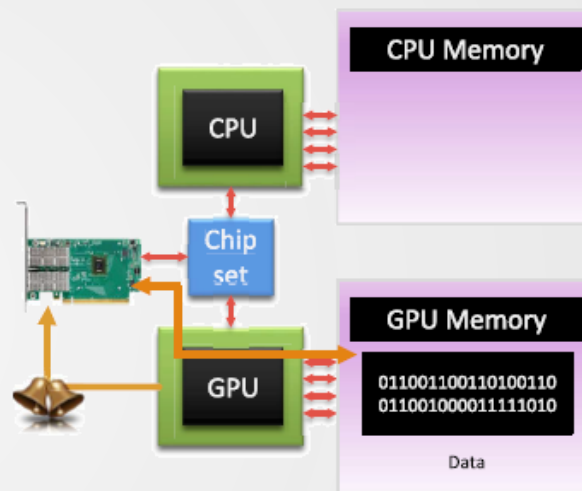 CPU Memory
CPU
Chip
set
GPU Memory
GPU
011001100110100110
011001000011111010
Data